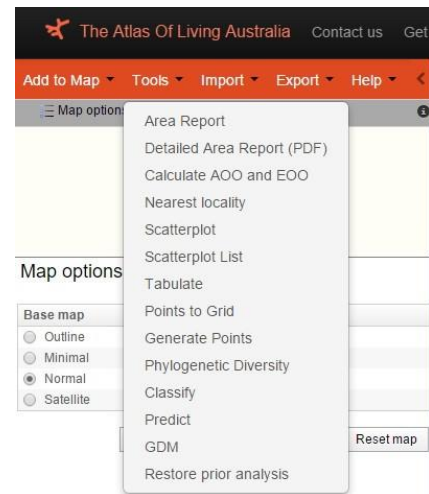 The Atlas Of Living Australia Contact us Get
Add to Map Tools Import Export Help
Map option
Area Report
Detailed Area Report (PDF)
Calculate AOO and EOO
Nearest locality
Scatterplot
Scatterplot List
Tabulate
Points to Grid
Generate Points
Phylogenetic Diversity
Classify
Predict
GDM
Restore prior analysis
Map options
Base map
Outline
Minimal
Normal
Satellite
Reset map